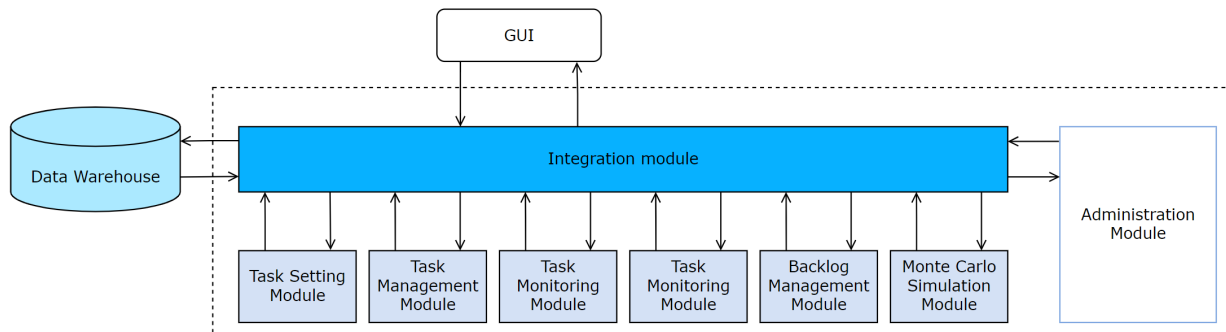 GUI
Integration module
Data Warehouse
Administration
Module
Task Setting
Module
Task
Management
Module
Task
Monitoring
Module
Task
Monitoring
Module
Backlog
Management
Module
Monte Carlo
Simulation
Module